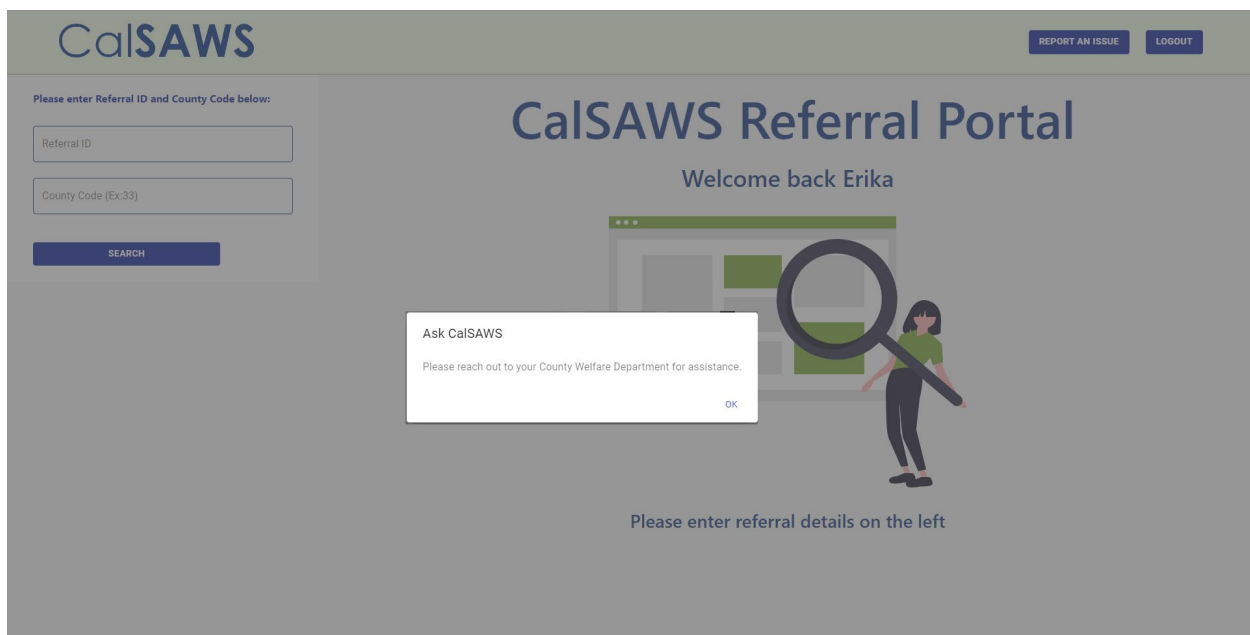 CalSAWS
REPORT AN ISSUE
LOGOUT
Please enter Referral ID and County Code below:
Referral ID
County Code (Ex:33)
SEARCH
CalSAWS Referral Portal
Welcome back Erika
Ask CalSAWS
Please reach out to your County Welfare Department for assistance.
OK
Please enter referral details on the left